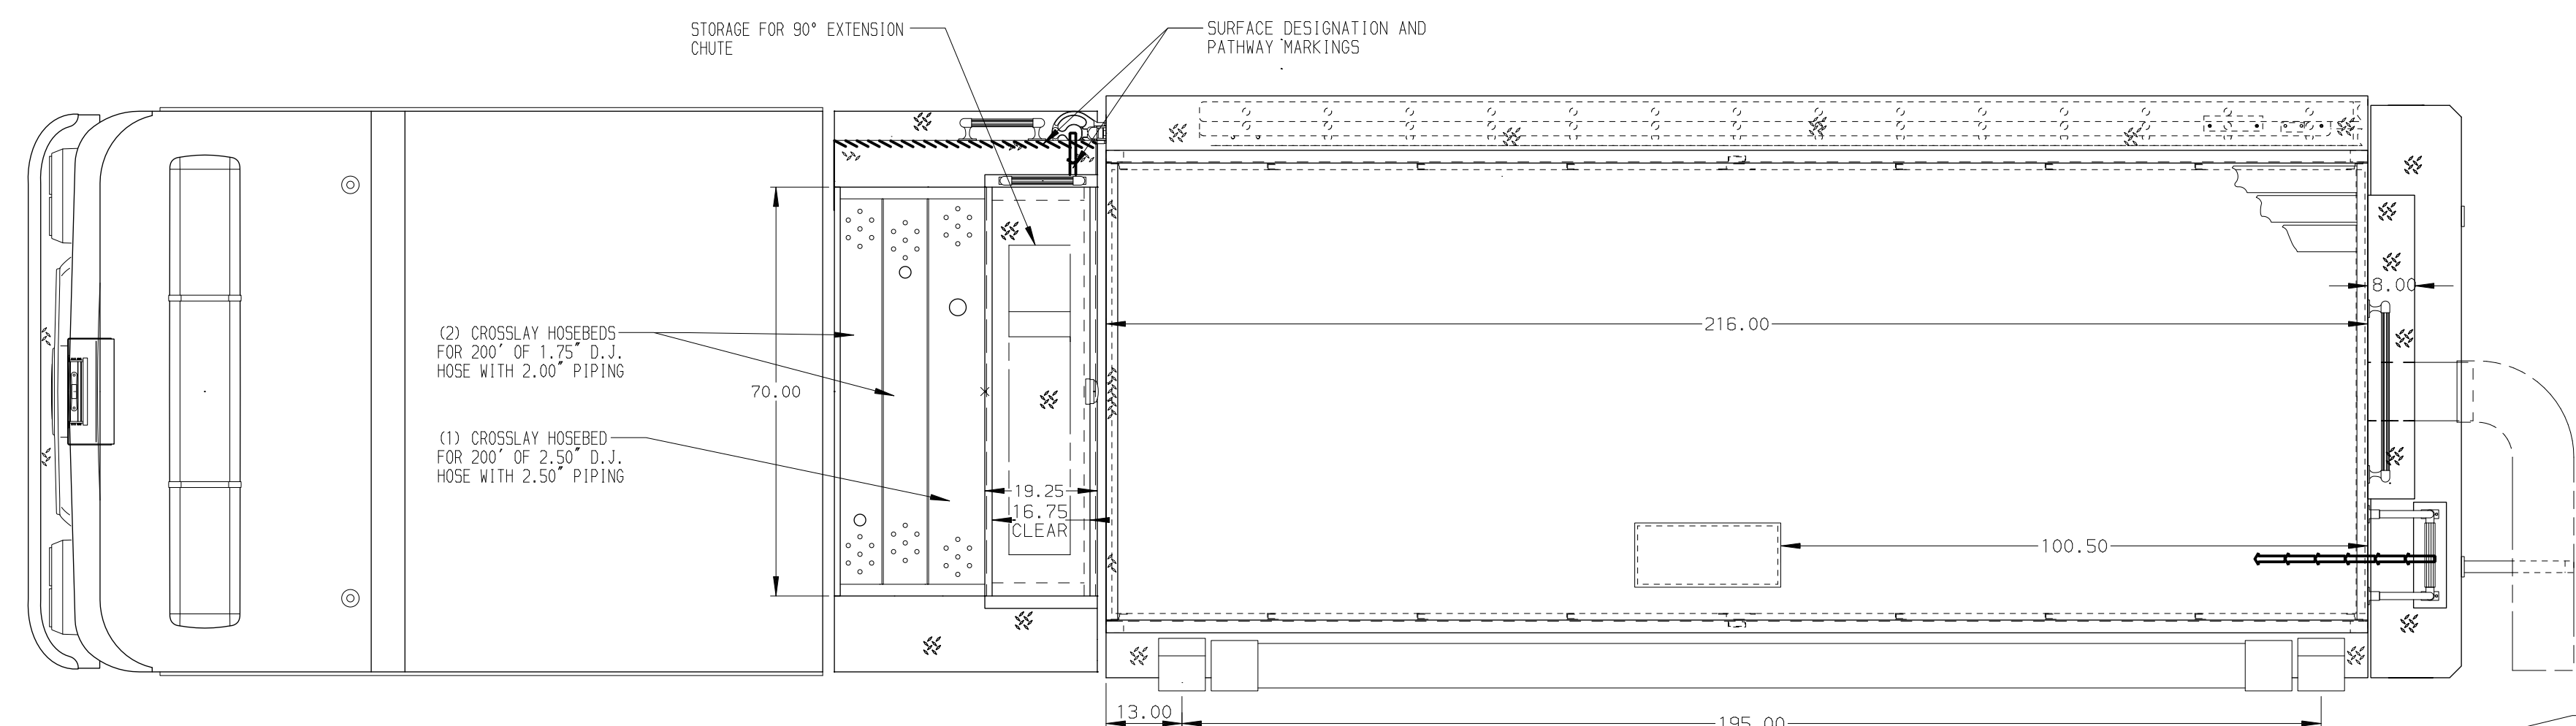 STORAGE FOR 90° EXTENSION
CHUTE
SURFACE DESIGNATION AND
PATHWAY MARKINGS
(2) CROSSLAY HOSEBEDS
FOR 200' OF 1.75" D.J.
HOSE WITH 2.00" PIPING
(1) CROSSLAY HOSEBED
FOR 200' OF 2.50" D.J.
HOSE WITH 2.50" PIPING
70.00
19.25
16.75
CLEAR
216.00
8.00
100.50
13.00
195.00